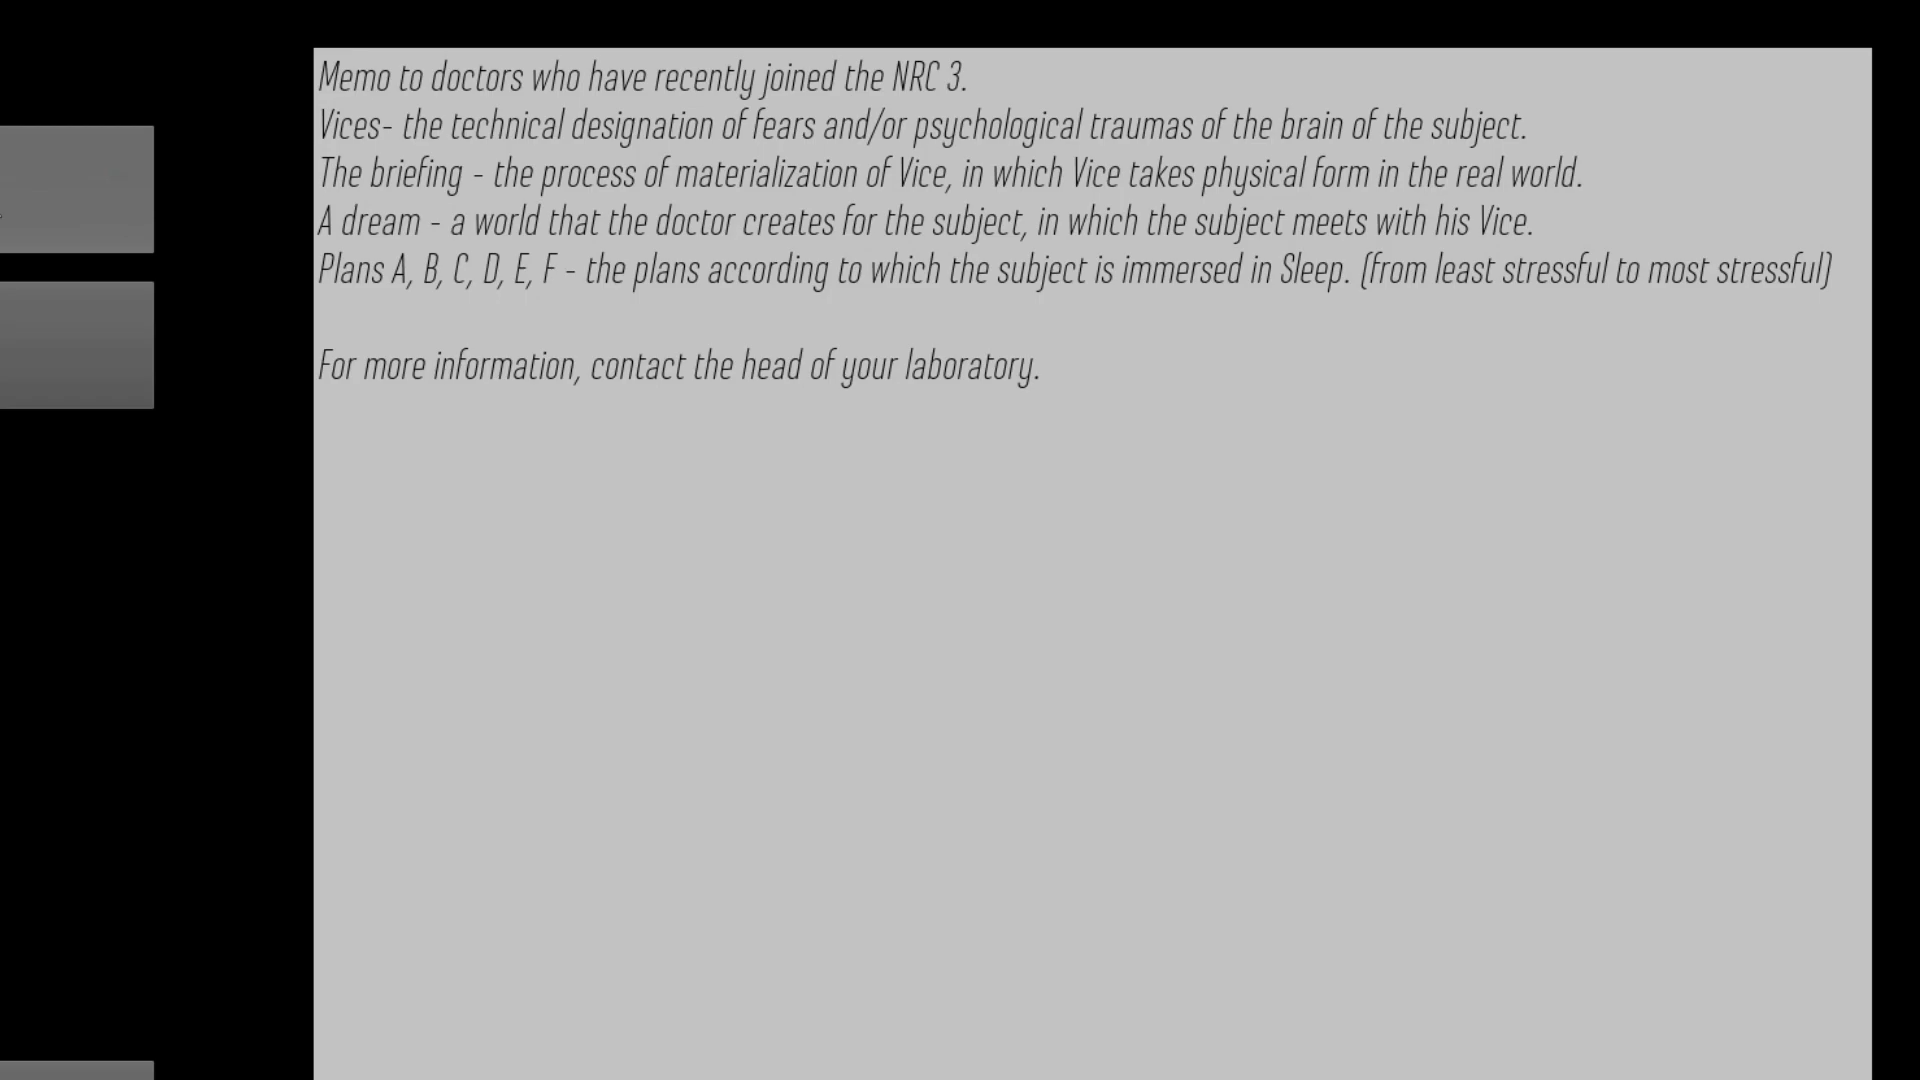 Memo to doctors who have recently joined the NRC 3.
Vices- the technical designation of fears and/or psychological traumas of the brain of the subject.
The briefing - the process of materialization of Vice, in which Vice takes physical form in the real world.
A dream - a world that the doctor creates for the subject, in which the subject meets with his Vice.
Plans A, B, C, D, E, F - the plans according to which the subject is immersed in Sleep. (from least stressful to most stressful)
For more information, contact the head of your laboratory.